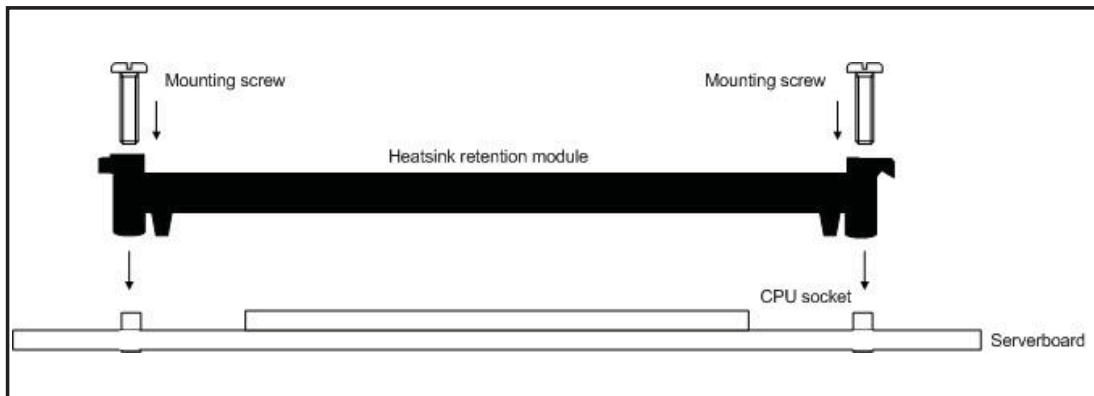 Mounting screw
Mounting screw
Heatsink retention module
CPU socket
Serverboard